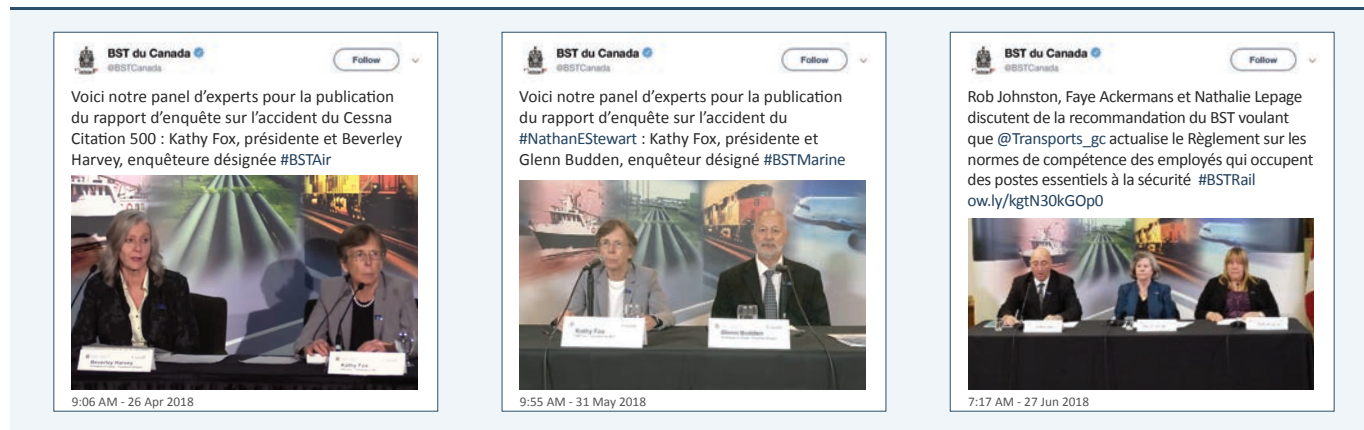 BST du Canada
@BSTCanada
Follow
Voici notre panel d’experts pour la publication
du rapport d’enquête sur l’accident du Cessna
Citation 500 : Kathy Fox, présidente et Beverley
Harvey, enquêteure désignée #BSTAir
Beverley Harvey
Kathy Fox
9:06 AM - 26 Apr 2018
BST du Canada
@BSTCanada
Follow
Voici notre panel d’experts pour la publication
du rapport d’enquête sur l’accident du
#NathanEStewart : Kathy Fox, présidente et
Glenn Budden, enquêteur désigné #BSTMarine
Kathy Fox
Glenn Budden
9:55 AM - 31 May 2018
BST du Canada
@BSTCanada
Follow
Rob Johnston, Faye Ackermans et Nathalie Lepage
discutent de la recommandation du BST voulant
que @Transports_gc actualise le Règlement sur les
normes de compétence des employés qui occupent
des postes essentiels à la sécurité #BSTRail
ow.ly/kgtN30kGOp0
7:17 AM - 27 Jun 2018